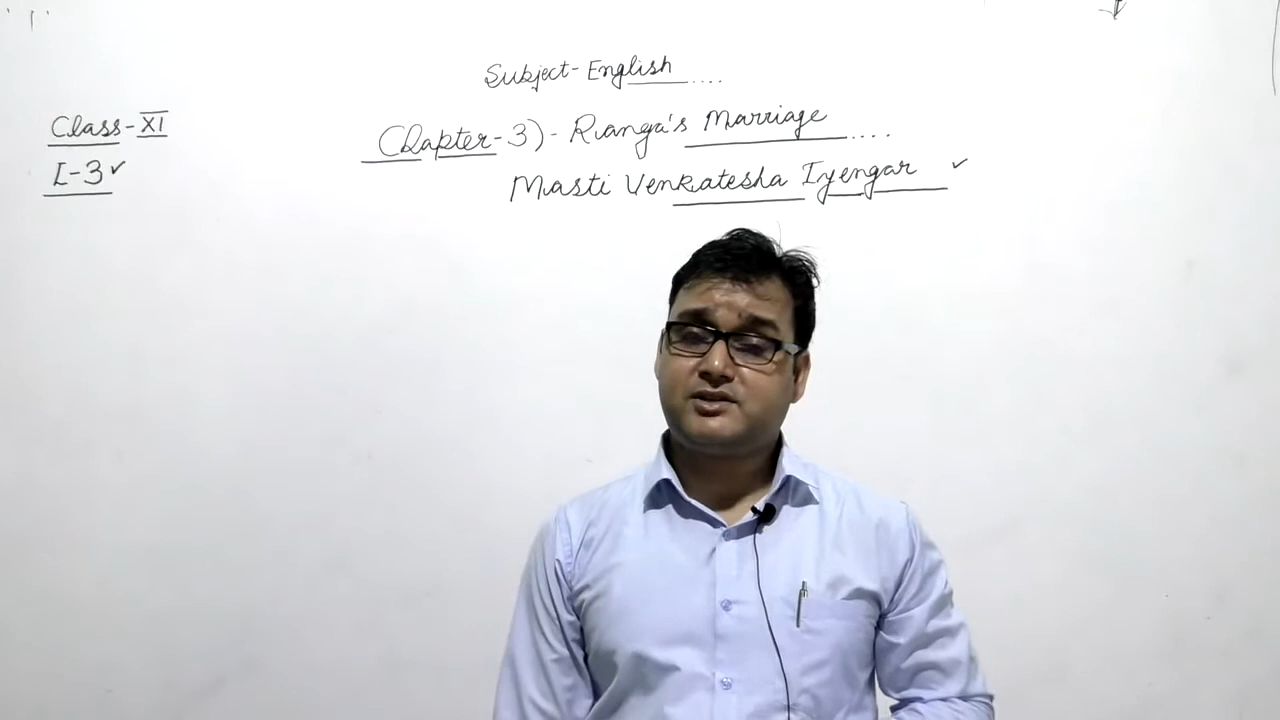 Subject-English....
Class-XI
Chapter-3)-Ranga's Marriage....
I-3✓
Masti Venkatesha Iyengar ✓